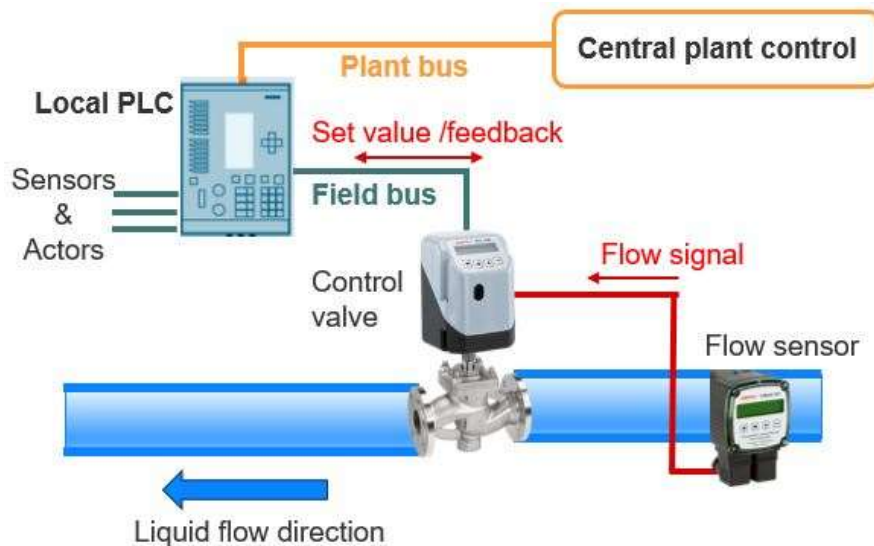 Central plant control
Plant bus
Local PLC
Set value /feedback
Sensors
&
Actors
Field bus
Flow signal
Control
valve
Flow sensor
Liquid flow direction